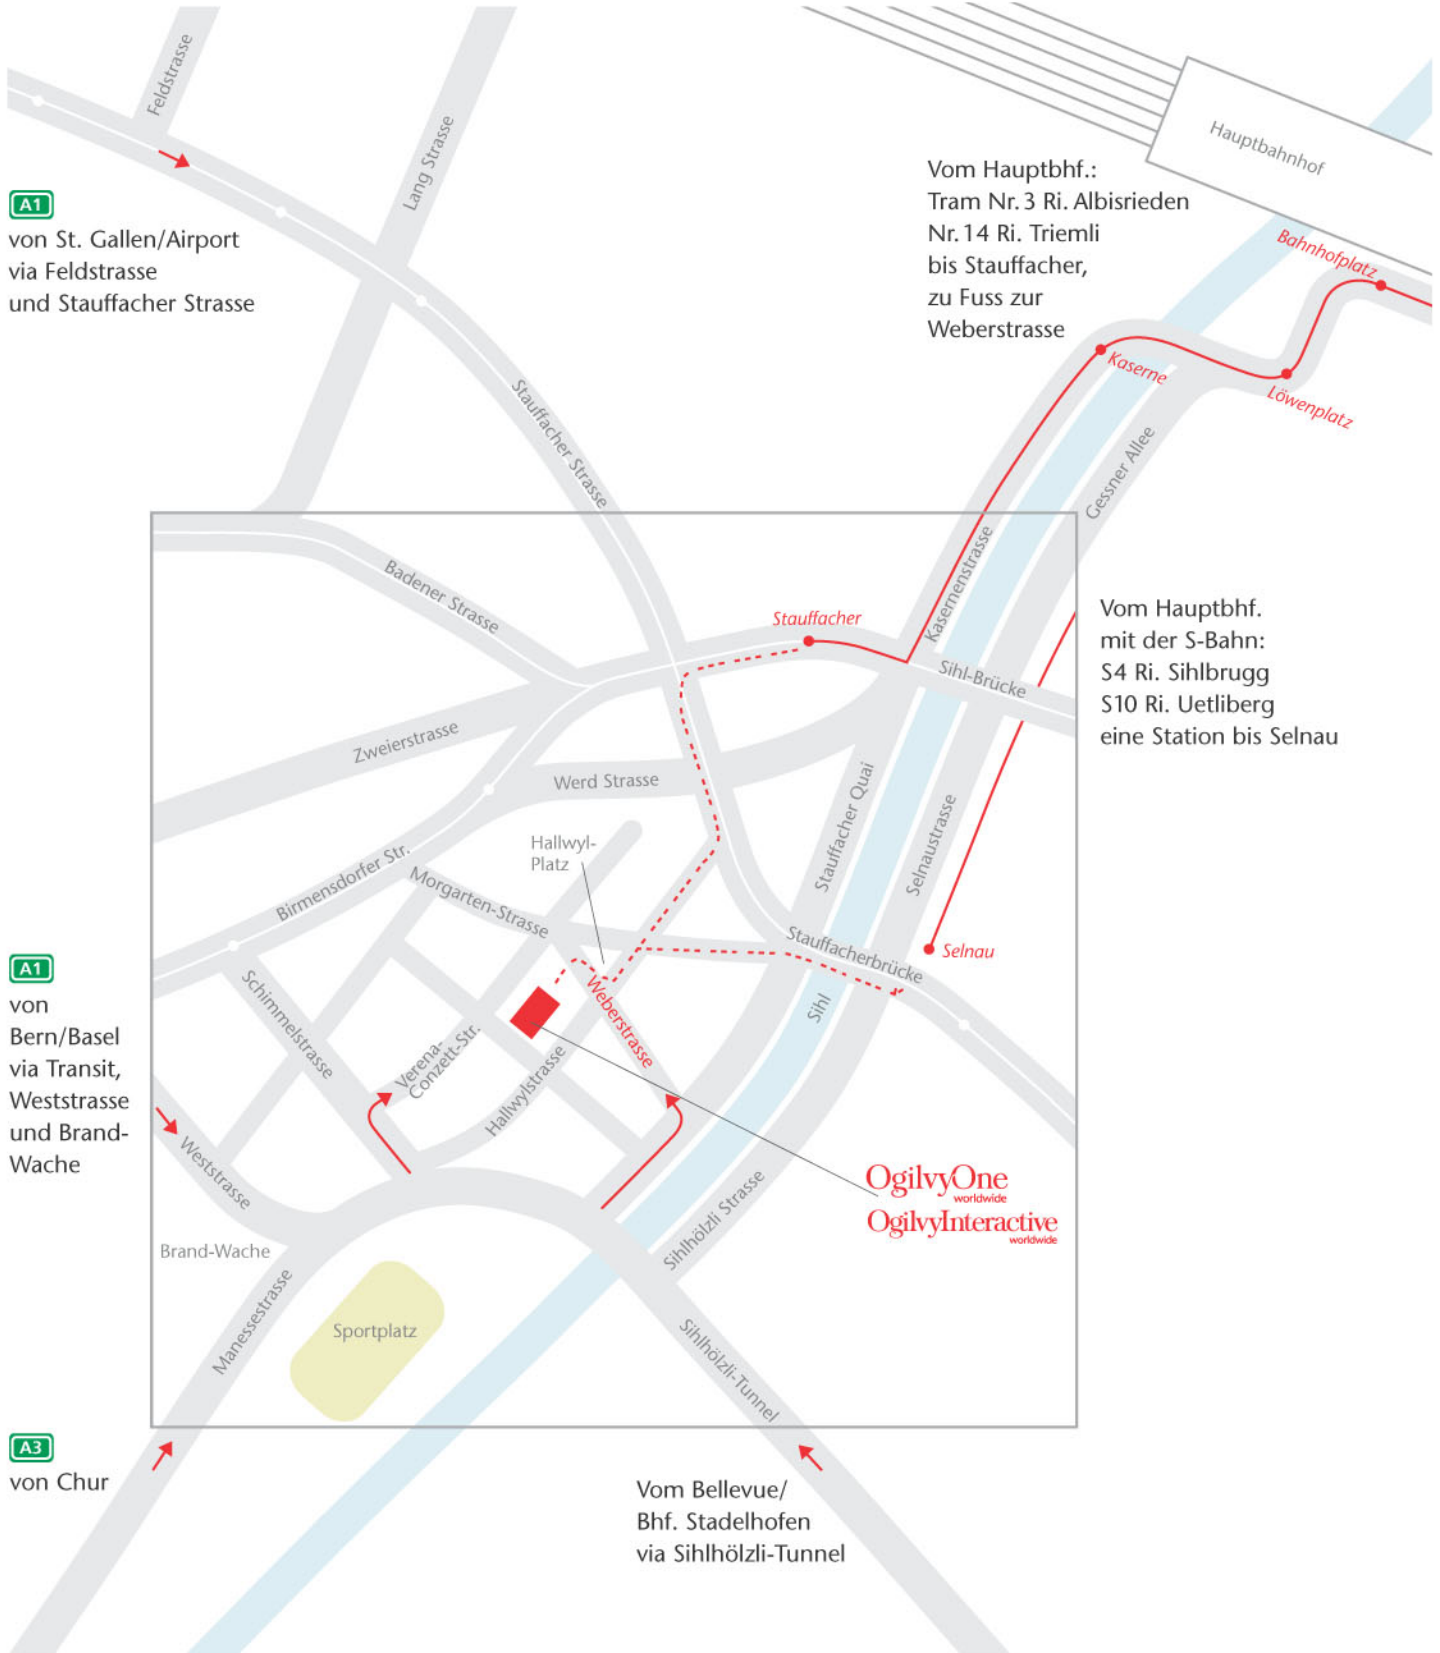 Feldstrasse
Lang Strasse
Hauptbahnhof
Vom Hauptbhf.:
Tram Nr. 3 Ri. Albisrieden
Nr. 14 Ri. Triemli
bis Stauffacher,
zu Fuss zur
Weberstrasse
A1
von St. Gallen/Airport
via Feldstrasse
und Stauffacher Strasse
Bahnhofplatz
Kaserne
Löwenplatz
Stauffacher Strasse
Gessner Allee
Badener Strasse
Kasernenstrasse
Stauffacher
Sihl-Brücke
Vom Hauptbhf.
mit der S-Bahn:
S4 Ri. Sihlbrugg
S10 Ri. Uetliberg
eine Station bis Selnau
Zweierstrasse
Werd Strasse
Stauffacher Quai
Selnaustrasse
Hallwyl-
Platz
Birmensdorfer Str.
Morgarten-Strasse
Stauffacherbrücke
Selnau
A1
von
Bern/Basel
via Transit,
Weststrasse
und Brand-
Wache
Schimmelstrasse
Weberstrasse
Sihl
Verena-
Conzett-Str.
Hallwylstrasse
Weststrasse
OgilvyOne
worldwide
OgilvyInteractive
worldwide
Sihlhölzli Strasse
Brand-Wache
Manessestrasse
Sportplatz
Sihlhölzli-Tunnel
A3
von Chur
Vom Bellevue/
Bhf. Stadelhofen
via Sihlhölzli-Tunnel